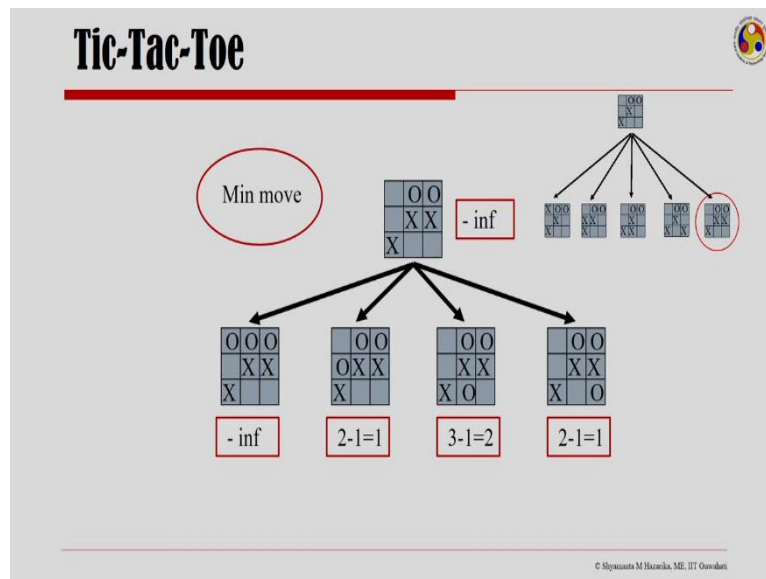 Tic-Tac-Toe
Min move
O O
X X
X
- inf
O O
X
X
X O O
X
X
O O
X X
X
O O
X
X X
O O
X
X X
O O
X X
X
O O O
X X
X
O O
O X X
X
O O
X X
X O
O O
X X
X O
- inf
2-1=1
3-1=2
2-1=1
© Shyamanta M Hazarika, ME, IIT Guwahati